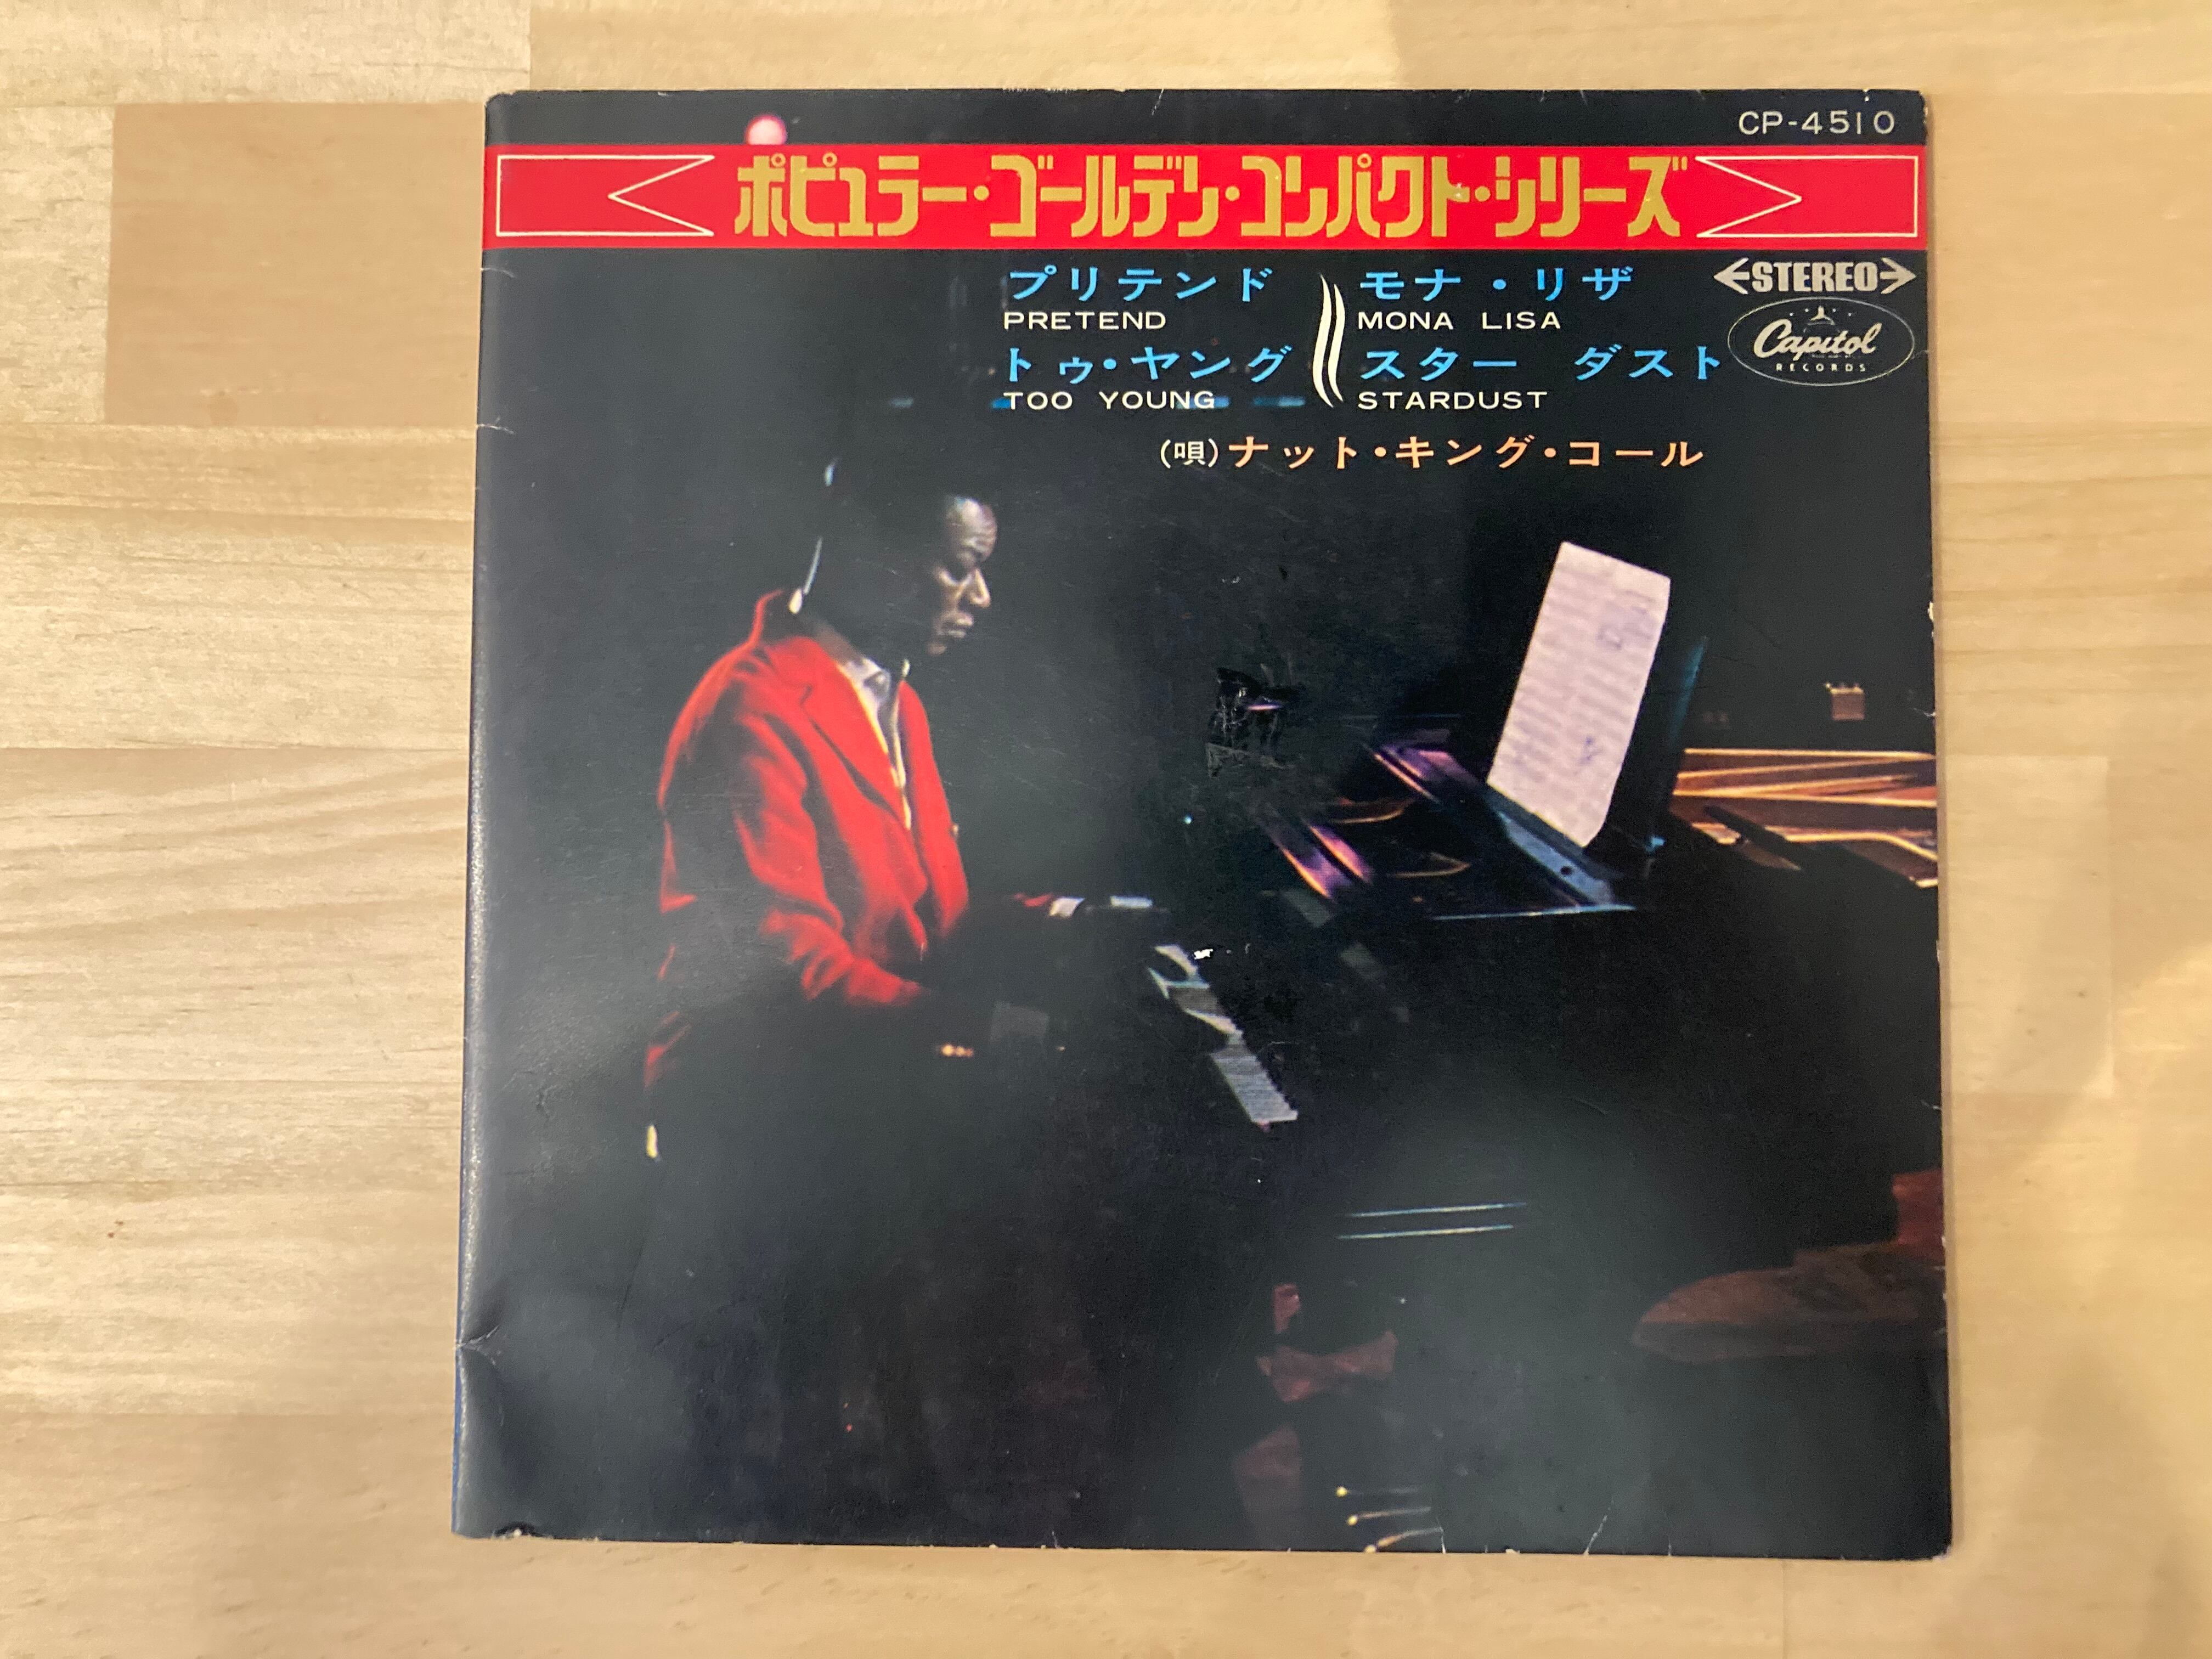 CP-4510
ポピュラー・ゴールデン・コンパクト・シリーズ
STEREO
Capitol
RECORDS
プリテンド
PRETEND
トゥ・ヤング
TOO YOUNG
モナ・リザ
MONA LISA
スター ダスト
STARDUST
(唄)ナット・キング・コール